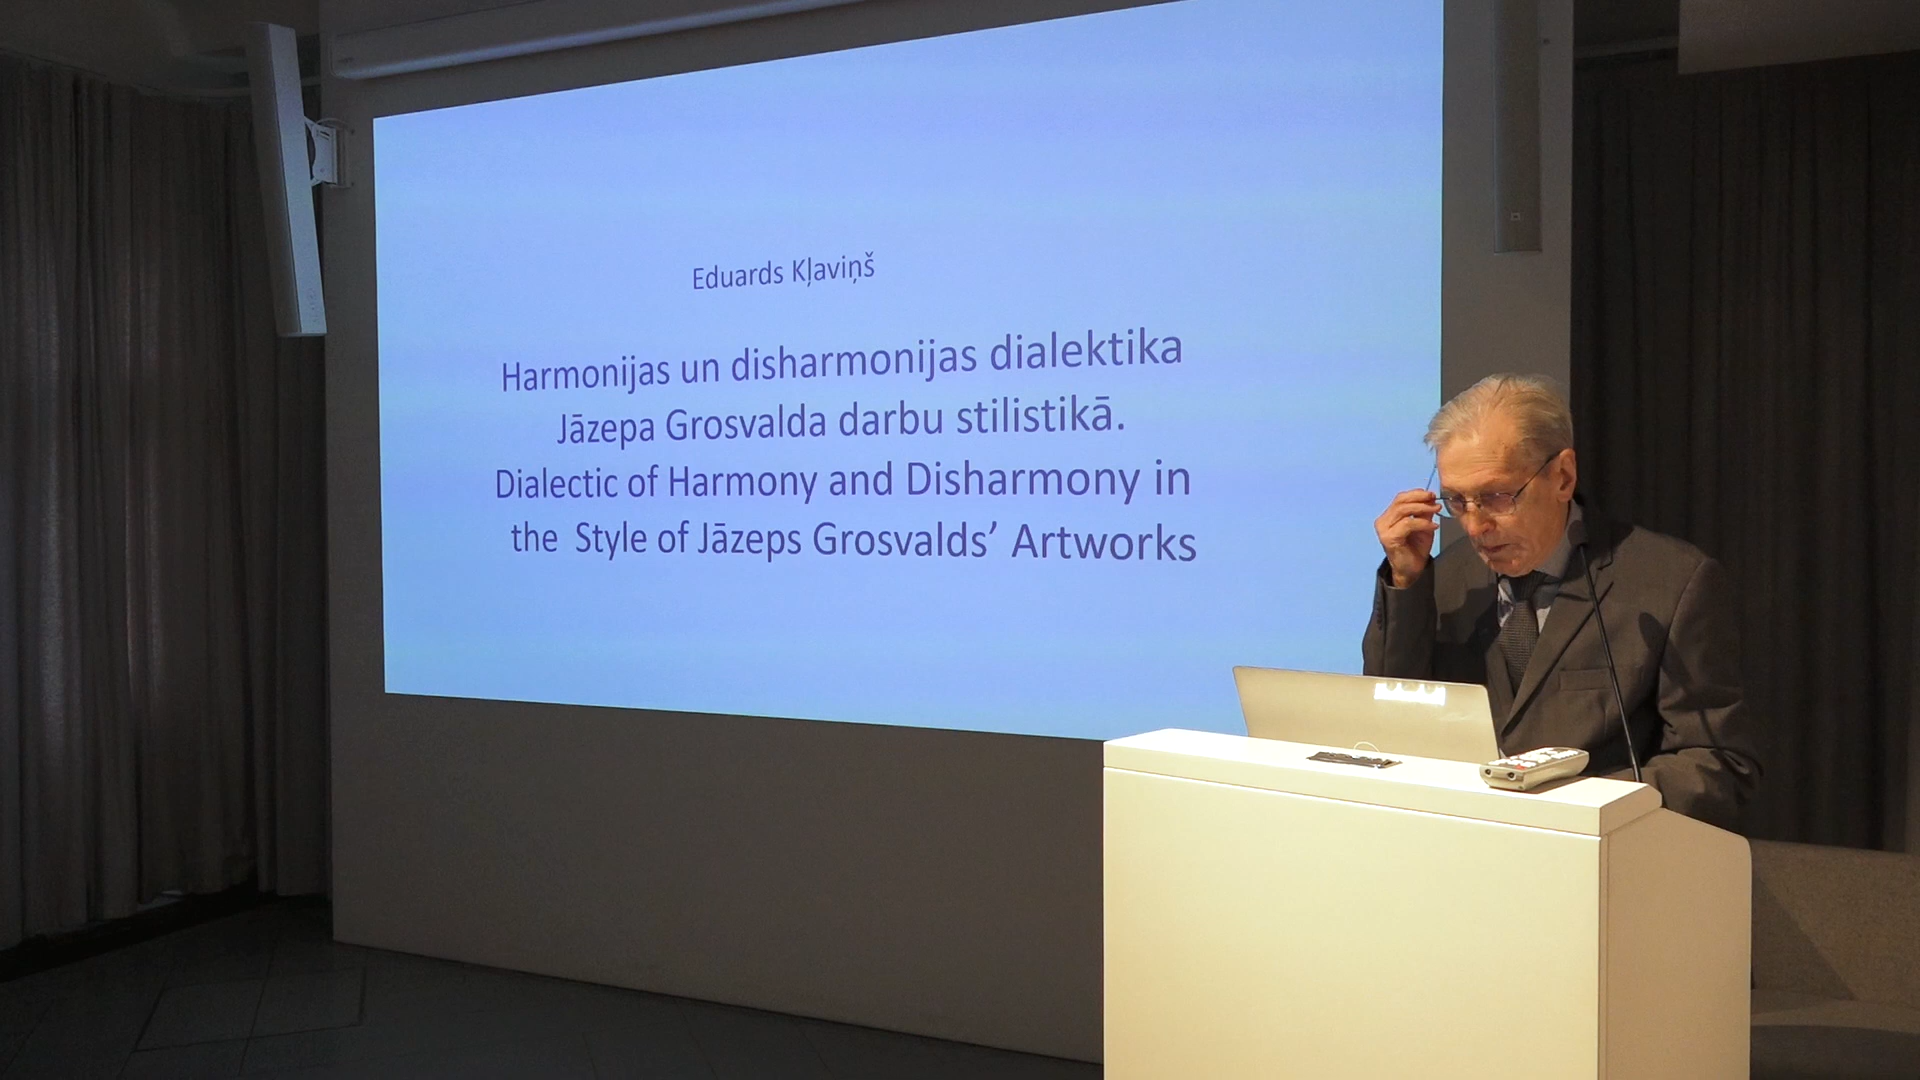 Eduards Kļaviņš
Harmonijas un disharmonijas dialektika
Jāzepa Grosvalda darbu stilistikā.
Dialectic of Harmony and Disharmony in
the Style of Jāzeps Grosvalds’ Artworks